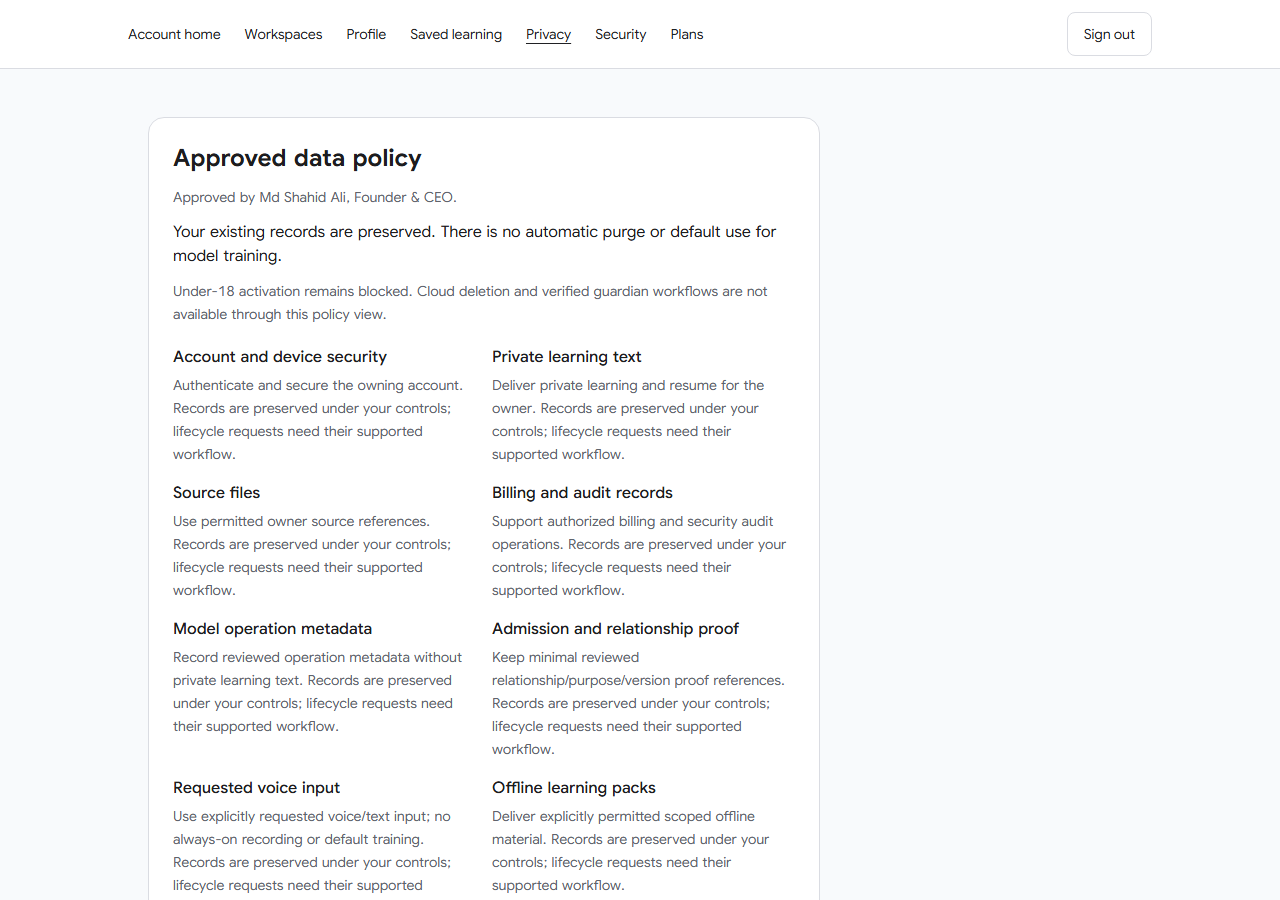 Account home Workspaces Profile Saved learning Privacy Security Plans Sign out
Approved data policy
Approved by Md Shahid Ali, Founder & CEO.
Your existing records are preserved. There is no automatic purge or default use for
model training.
Under-18 activation remains blocked. Cloud deletion and verified guardian workflows are not
available through this policy view.
Account and device security
Authenticate and secure the owning account.
Records are preserved under your controls;
lifecycle requests need their supported
workflow.
Private learning text
Deliver private learning and resume for the
owner. Records are preserved under your
controls; lifecycle requests need their
supported workflow.
Source files
Use permitted owner source references.
Records are preserved under your controls;
lifecycle requests need their supported
workflow.
Billing and audit records
Support authorized billing and security audit
operations. Records are preserved under your
controls; lifecycle requests need their
supported workflow.
Model operation metadata
Record reviewed operation metadata without
private learning text. Records are preserved
under your controls; lifecycle requests need
their supported workflow.
Admission and relationship proof
Keep minimal reviewed
relationship/purpose/version proof references.
Records are preserved under your controls;
lifecycle requests need their supported
workflow.
Requested voice input
Use explicitly requested voice/text input; no
always-on recording or default training.
Records are preserved under your controls;
lifecycle requests need their supported
Offline learning packs
Deliver explicitly permitted scoped offline
material. Records are preserved under your
controls; lifecycle requests need their
supported workflow.